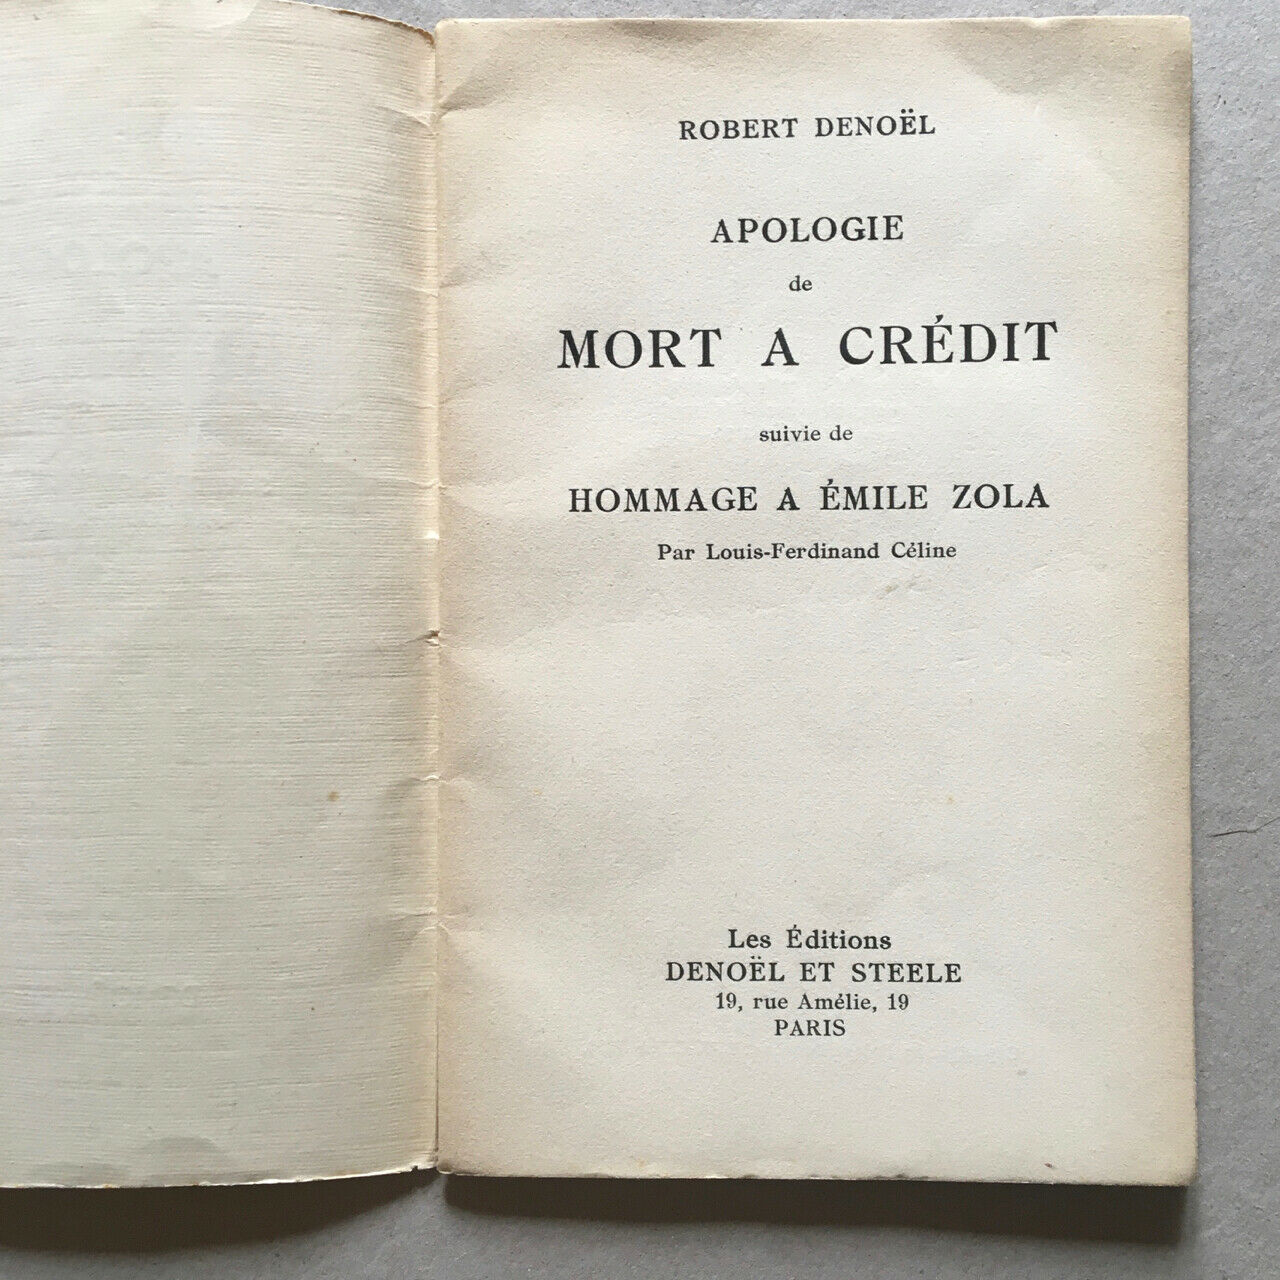 ROBERT DENOËL
APOLOGIE
de
MORT A CRÉDIT
suivie de
HOMMAGE A ÉMILE ZOLA
Par Louis-Ferdinand Céline
Les Éditions
DENOËL ET STEELE
19, rue Amélie, 19
PARIS